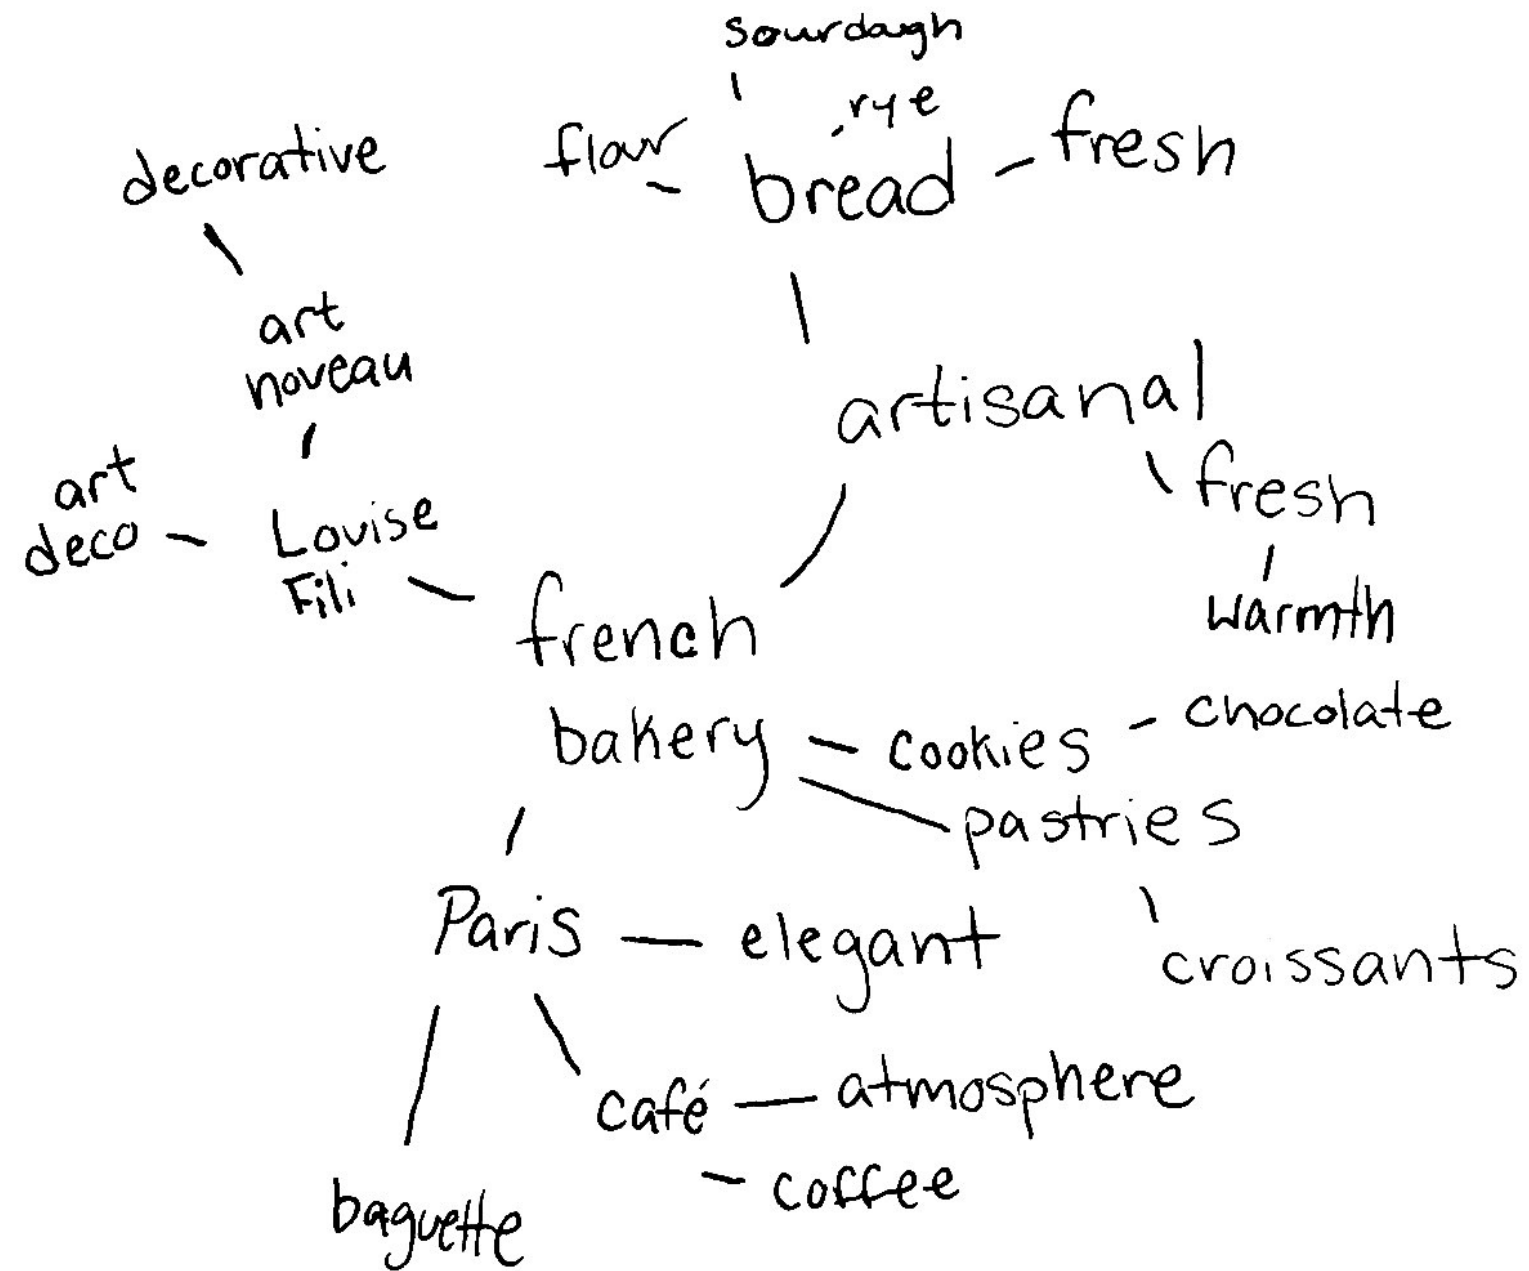 sourdough
rye
flour
bread
fresh
decorative
art
noveau
artisanal
fresh
warmth
art
deco
Louise
Fili
french
bakery
cookies
chocolate
pastries
croissants
Paris
elegant
café
atmosphere
coffee
baguette